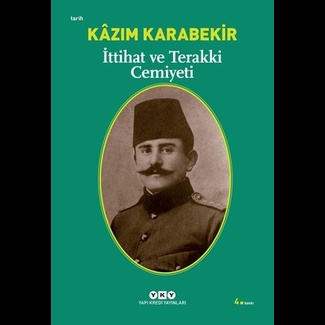 tarih
KÂZIM KARABEKİR
İttihat ve Terakki
Cemiyeti
YKY
YAPI KREDİ YAYINLARI
4. baskı